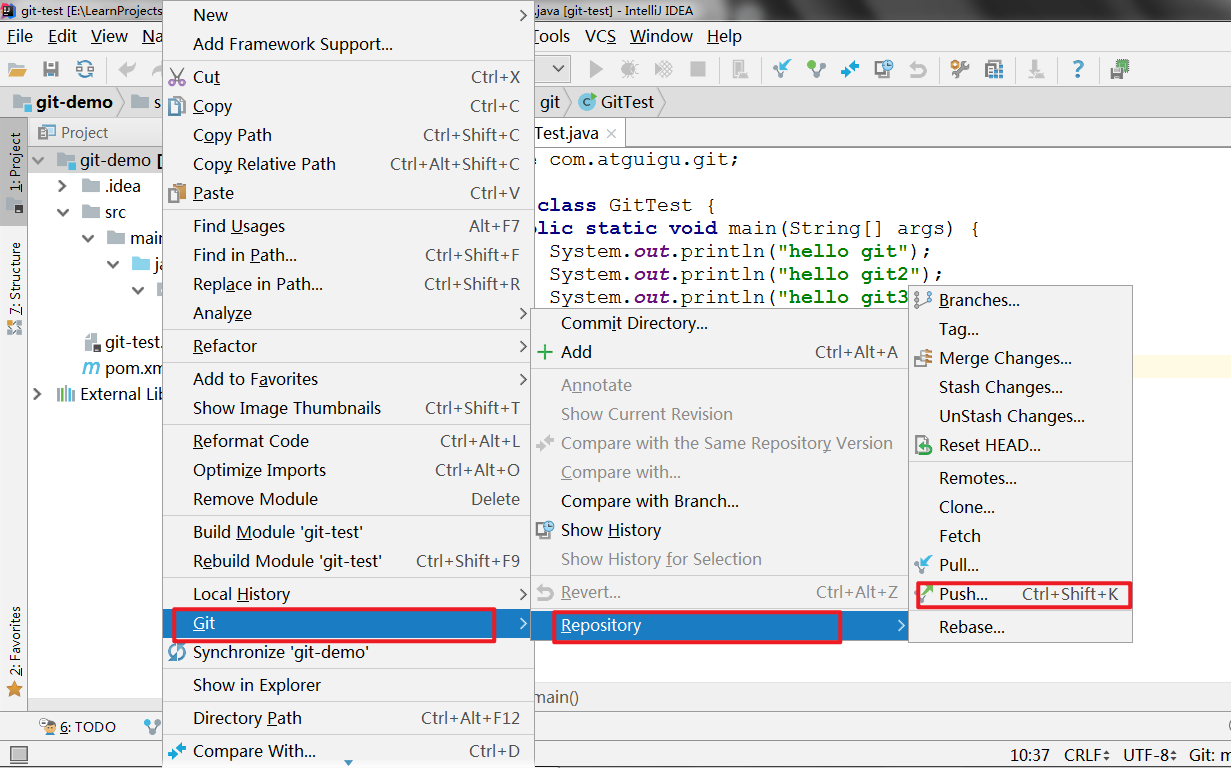 git-test [E:\LearnProjects
.java [git-test] - IntelliJ IDEA
File Edit View Na
Tools VCS Window Help
git-demo s
git GitTest
Project
Test.java
1: Project
7: Structure
2: Favorites
git-demo [
.idea
src
main
ja
git-test.
pom.xm
External Lib
New
Add Framework Support...
Cut Ctrl+X
Copy Ctrl+C
Copy Path Ctrl+Shift+C
Copy Relative Path Ctrl+Alt+Shift+C
Paste Ctrl+V
Find Usages Alt+F7
Find in Path... Ctrl+Shift+F
Replace in Path... Ctrl+Shift+R
Analyze
Refactor
Add to Favorites
Show Image Thumbnails Ctrl+Shift+T
Reformat Code Ctrl+Alt+L
Optimize Imports Ctrl+Alt+O
Remove Module Delete
Build Module 'git-test'
Rebuild Module 'git-test' Ctrl+Shift+F9
Local History
Git
Synchronize 'git-demo'
Show in Explorer
Directory Path Ctrl+Alt+F12
Compare With... Ctrl+D
com.atguigu.git;
class GitTest {
blic static void main(String[] args) {
System.out.println("hello git");
System.out.println("hello git2");
System.out.println("hello git3
Commit Directory...
Add Ctrl+Alt+A
Annotate
Show Current Revision
Compare with the Same Repository Version
Compare with...
Compare with Branch...
Show History
Show History for Selection
Revert... Ctrl+Alt+Z
Repository
Branches...
Tag...
Merge Changes...
Stash Changes...
UnStash Changes...
Reset HEAD...
Remotes...
Clone...
Fetch
Pull...
Push... Ctrl+Shift+K
Rebase...
main()
6: TODO
10:37 CRLF UTF-8 Git: m